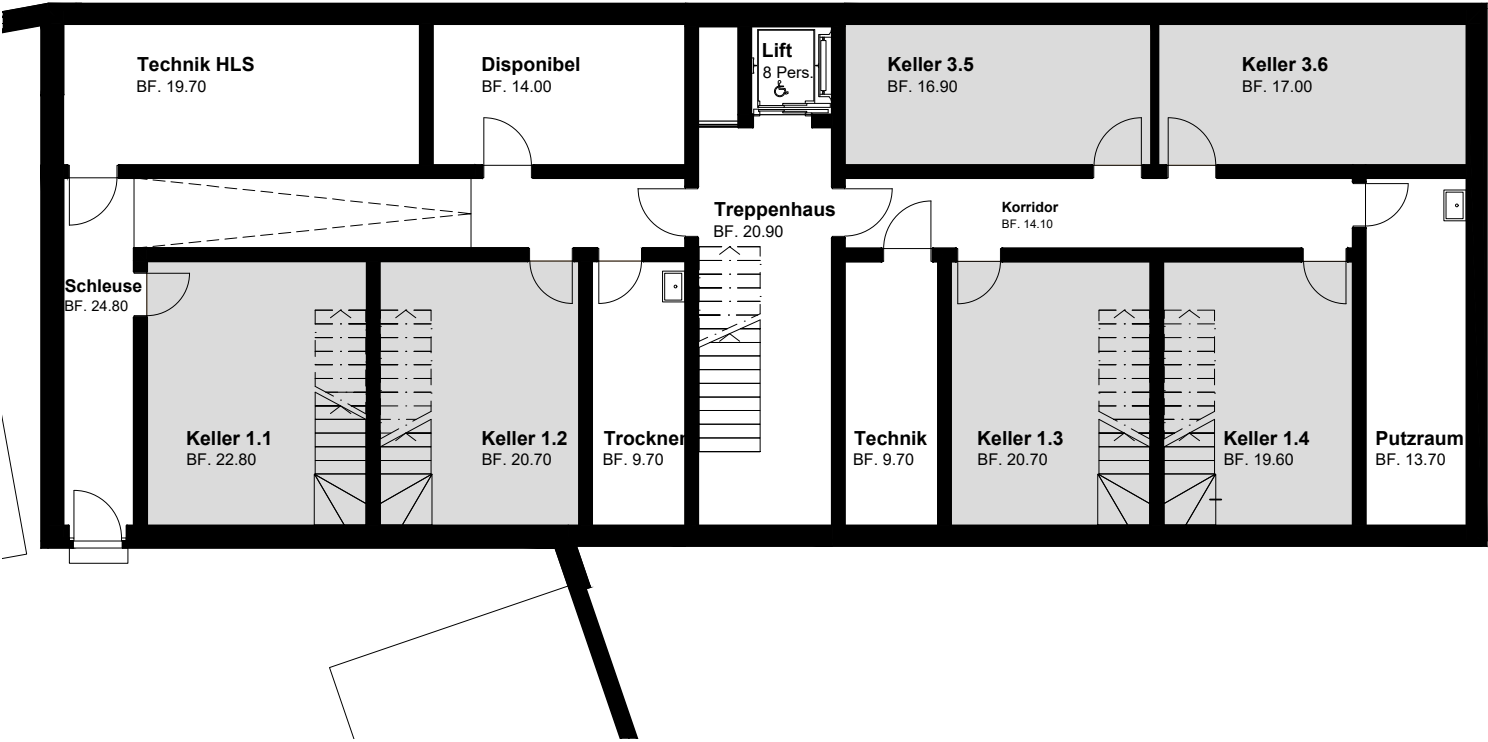 Technik HLS
BF. 19.70
Disponibel
BF. 14.00
Lift
8 Pers.
Keller 3.5
BF. 16.90
Keller 3.6
BF. 17.00
Treppenhaus
BF. 20.90
Korridor
BF. 14.10
Schleuse
BF. 24.80
Keller 1.1
BF. 22.80
Keller 1.2
BF. 20.70
Trockner
BF. 9.70
Technik
BF. 9.70
Keller 1.3
BF. 20.70
Keller 1.4
BF. 19.60
Putzraum
BF. 13.70